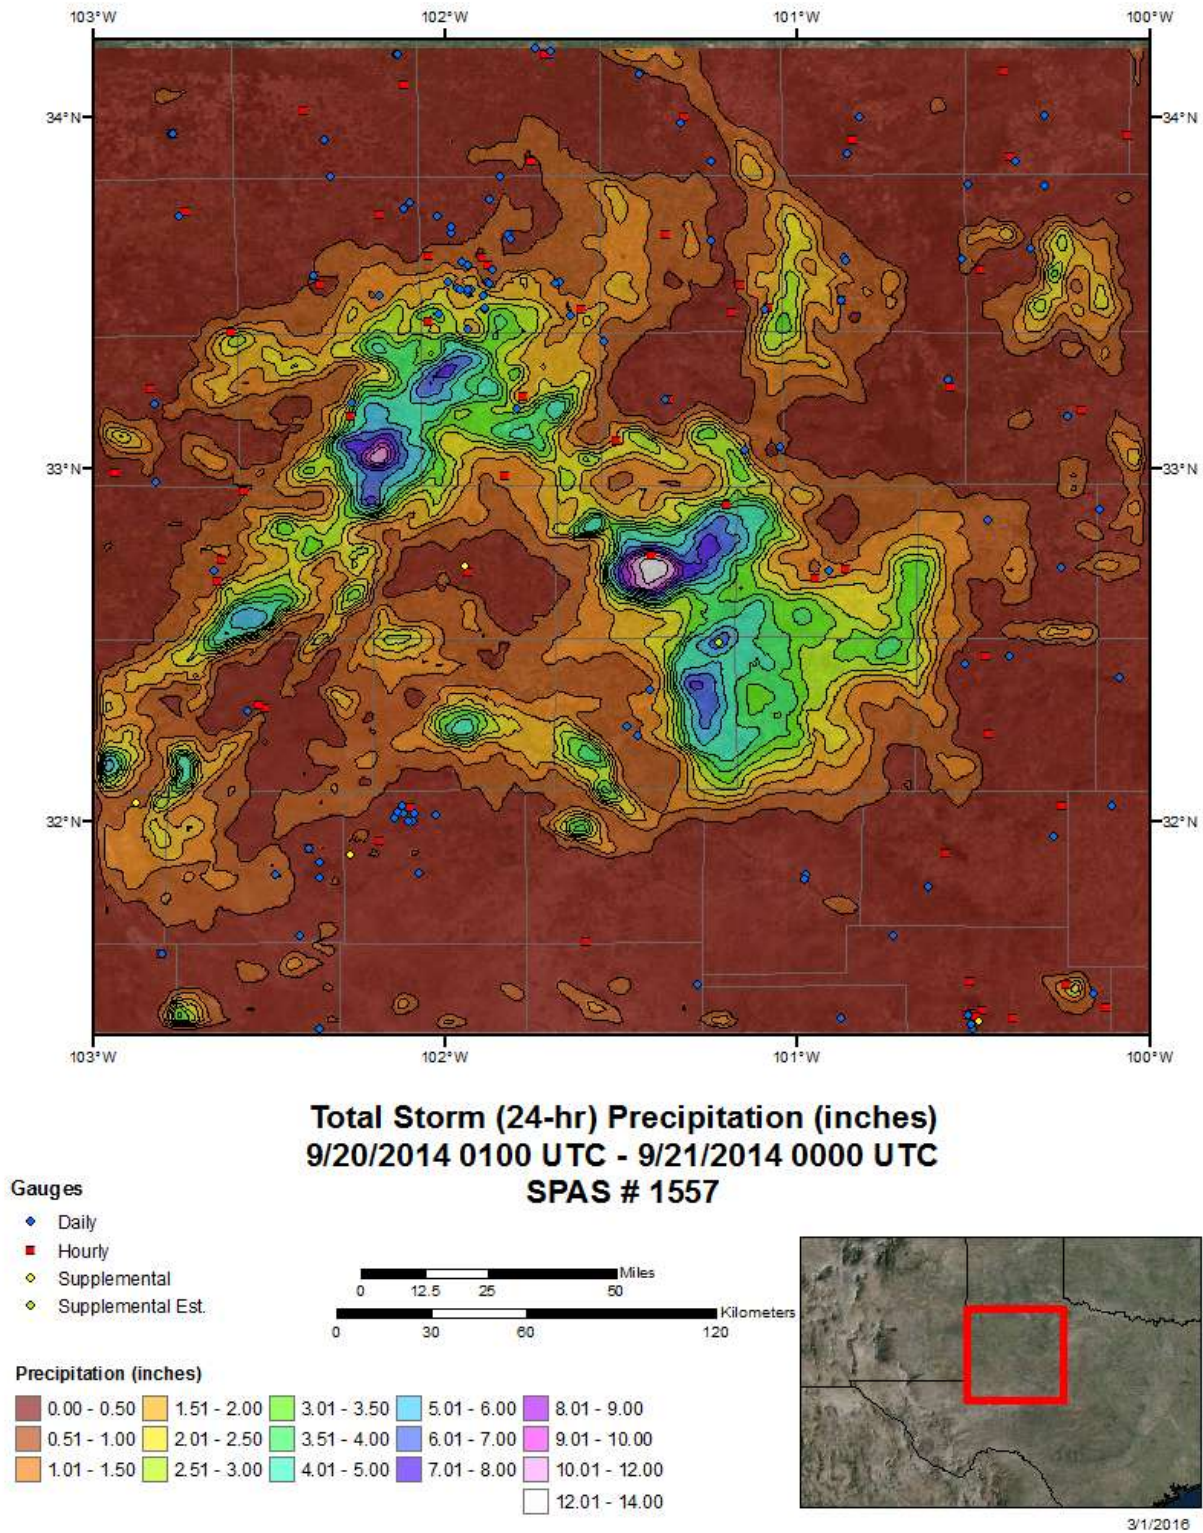 103°W 102°W 101°W 100°W
34°N 34°N
33°N 33°N
32°N 32°N
103°W 102°W 101°W 100°W
Total Storm (24-hr) Precipitation (inches)
9/20/2014 0100 UTC - 9/21/2014 0000 UTC
SPAS # 1557
Gauges
Daily
Hourly
Supplemental
Supplemental Est.
Miles
0 12.5 25 50
Kilometers
0 30 60 120
Precipitation (inches)
0.00 - 0.50 1.51 - 2.00 3.01 - 3.50 5.01 - 6.00 8.01 - 9.00
0.51 - 1.00 2.01 - 2.50 3.51 - 4.00 6.01 - 7.00 9.01 - 10.00
1.01 - 1.50 2.51 - 3.00 4.01 - 5.00 7.01 - 8.00 10.01 - 12.00
12.01 - 14.00
3/1/2016